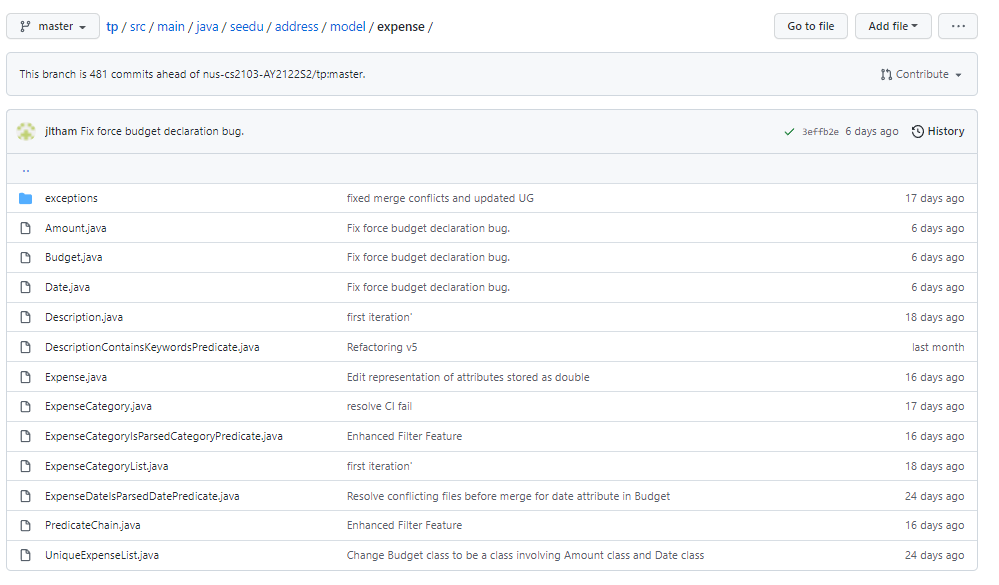 master tp / src / main / java / seedu / address / model / expense / Go to file Add file ...
This branch is 481 commits ahead of nus-cs2103-AY2122S2/tp:master. Contribute
jltham Fix force budget declaration bug. 3effb2e 6 days ago History
..
exceptions fixed merge conflicts and updated UG 17 days ago
Amount.java Fix force budget declaration bug. 6 days ago
Budget.java Fix force budget declaration bug. 6 days ago
Date.java Fix force budget declaration bug. 6 days ago
Description.java first iteration' 18 days ago
DescriptionContainsKeywordsPredicate.java Refactoring v5 last month
Expense.java Edit representation of attributes stored as double 16 days ago
ExpenseCategory.java resolve CI fail 17 days ago
ExpenseCategoryIsParsedCategoryPredicate.java Enhanced Filter Feature 16 days ago
ExpenseCategoryList.java first iteration' 18 days ago
ExpenseDateIsParsedDatePredicate.java Resolve conflicting files before merge for date attribute in Budget 24 days ago
PredicateChain.java Enhanced Filter Feature 16 days ago
UniqueExpenseList.java Change Budget class to be a class involving Amount class and Date class 24 days ago